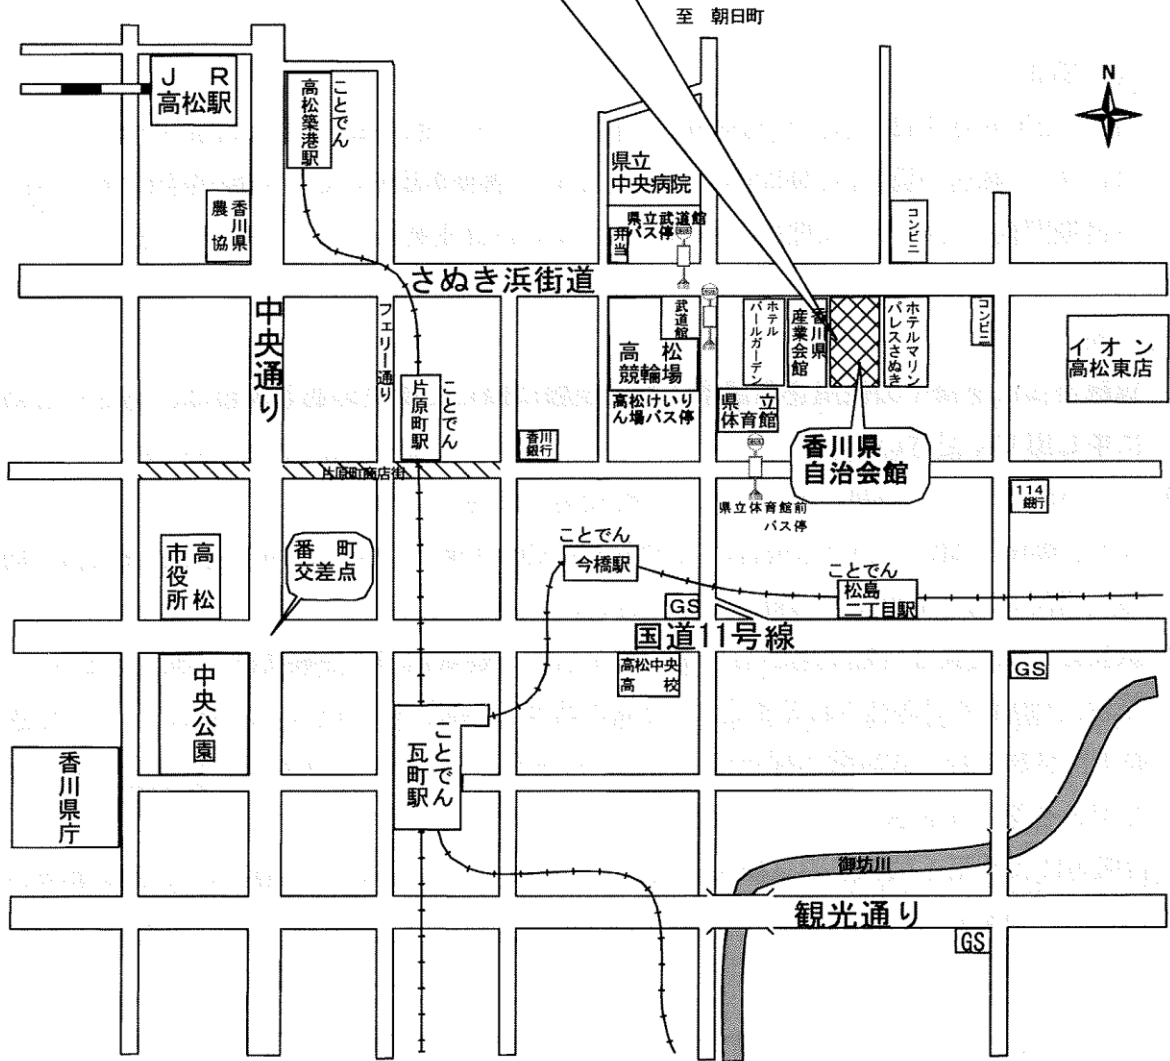 至 朝日町
N
J R
高松駅
ことでん
高松築港駅
県立
中央病院
香川県
農協
県立武道館
バス停
弁当
コンビニ
さぬき浜街道
中央通り
フェリー通り
武道館
高松
競輪場
高松けいり
ん場バス停
ホテル
パールガーデン
香川県
産業会館
ホテルマリン
パレスさぬき
コンビニ
イオン
高松東店
ことでん
片原町駅
県立
体育館
香川
銀行
香川県
自治会館
片原町商店街
県立体育館前
バス停
114
銀行
高松
市役所
番町
交差点
ことでん
今橋駅
ことでん
松島
二丁目駅
GS
国道11号線
高松中央
高校
GS
中央公園
ことでん
瓦町駅
香川県庁
御坊川
観光通り
GS